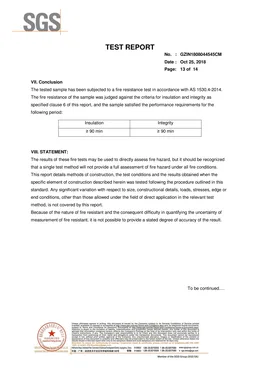 SGS
TEST REPORT
No. : GZIN1808044545CM
Date : Oct 25, 2018
Page: 13 of 14
VII. Conclusion
The tested sample has been subjected to a fire resistance test in accordance with AS 1530.4-2014.
The fire resistance of the sample was judged against the criteria for insulation and integrity as
specified clause 6 of this report, and the sample satisfied the performance requirements for the
following period:
Insulation Integrity
≥ 90 min ≥ 90 min
VIII. STATEMENT:
The results of these fire tests may be used to directly assess fire hazard, but it should be recognized
that a single test method will not provide a full assessment of fire hazard under all fire conditions.
This report details methods of construction, the test conditions and the results obtained when the
specific element of construction described herein was tested following the procedure outlined in this
standard. Any significant variation with respect to size, constructional details, loads, stresses, edge or
end conditions, other than those allowed under the field of direct application in the relevant test
method, is not covered by this report.
Because of the nature of fire resistant and the consequent difficulty in quantifying the uncertainty of
measurement of fire resistant, it is not possible to provide a stated degree of accuracy of the result.
To be continued....
Member of the SGS Group (SGS SA)